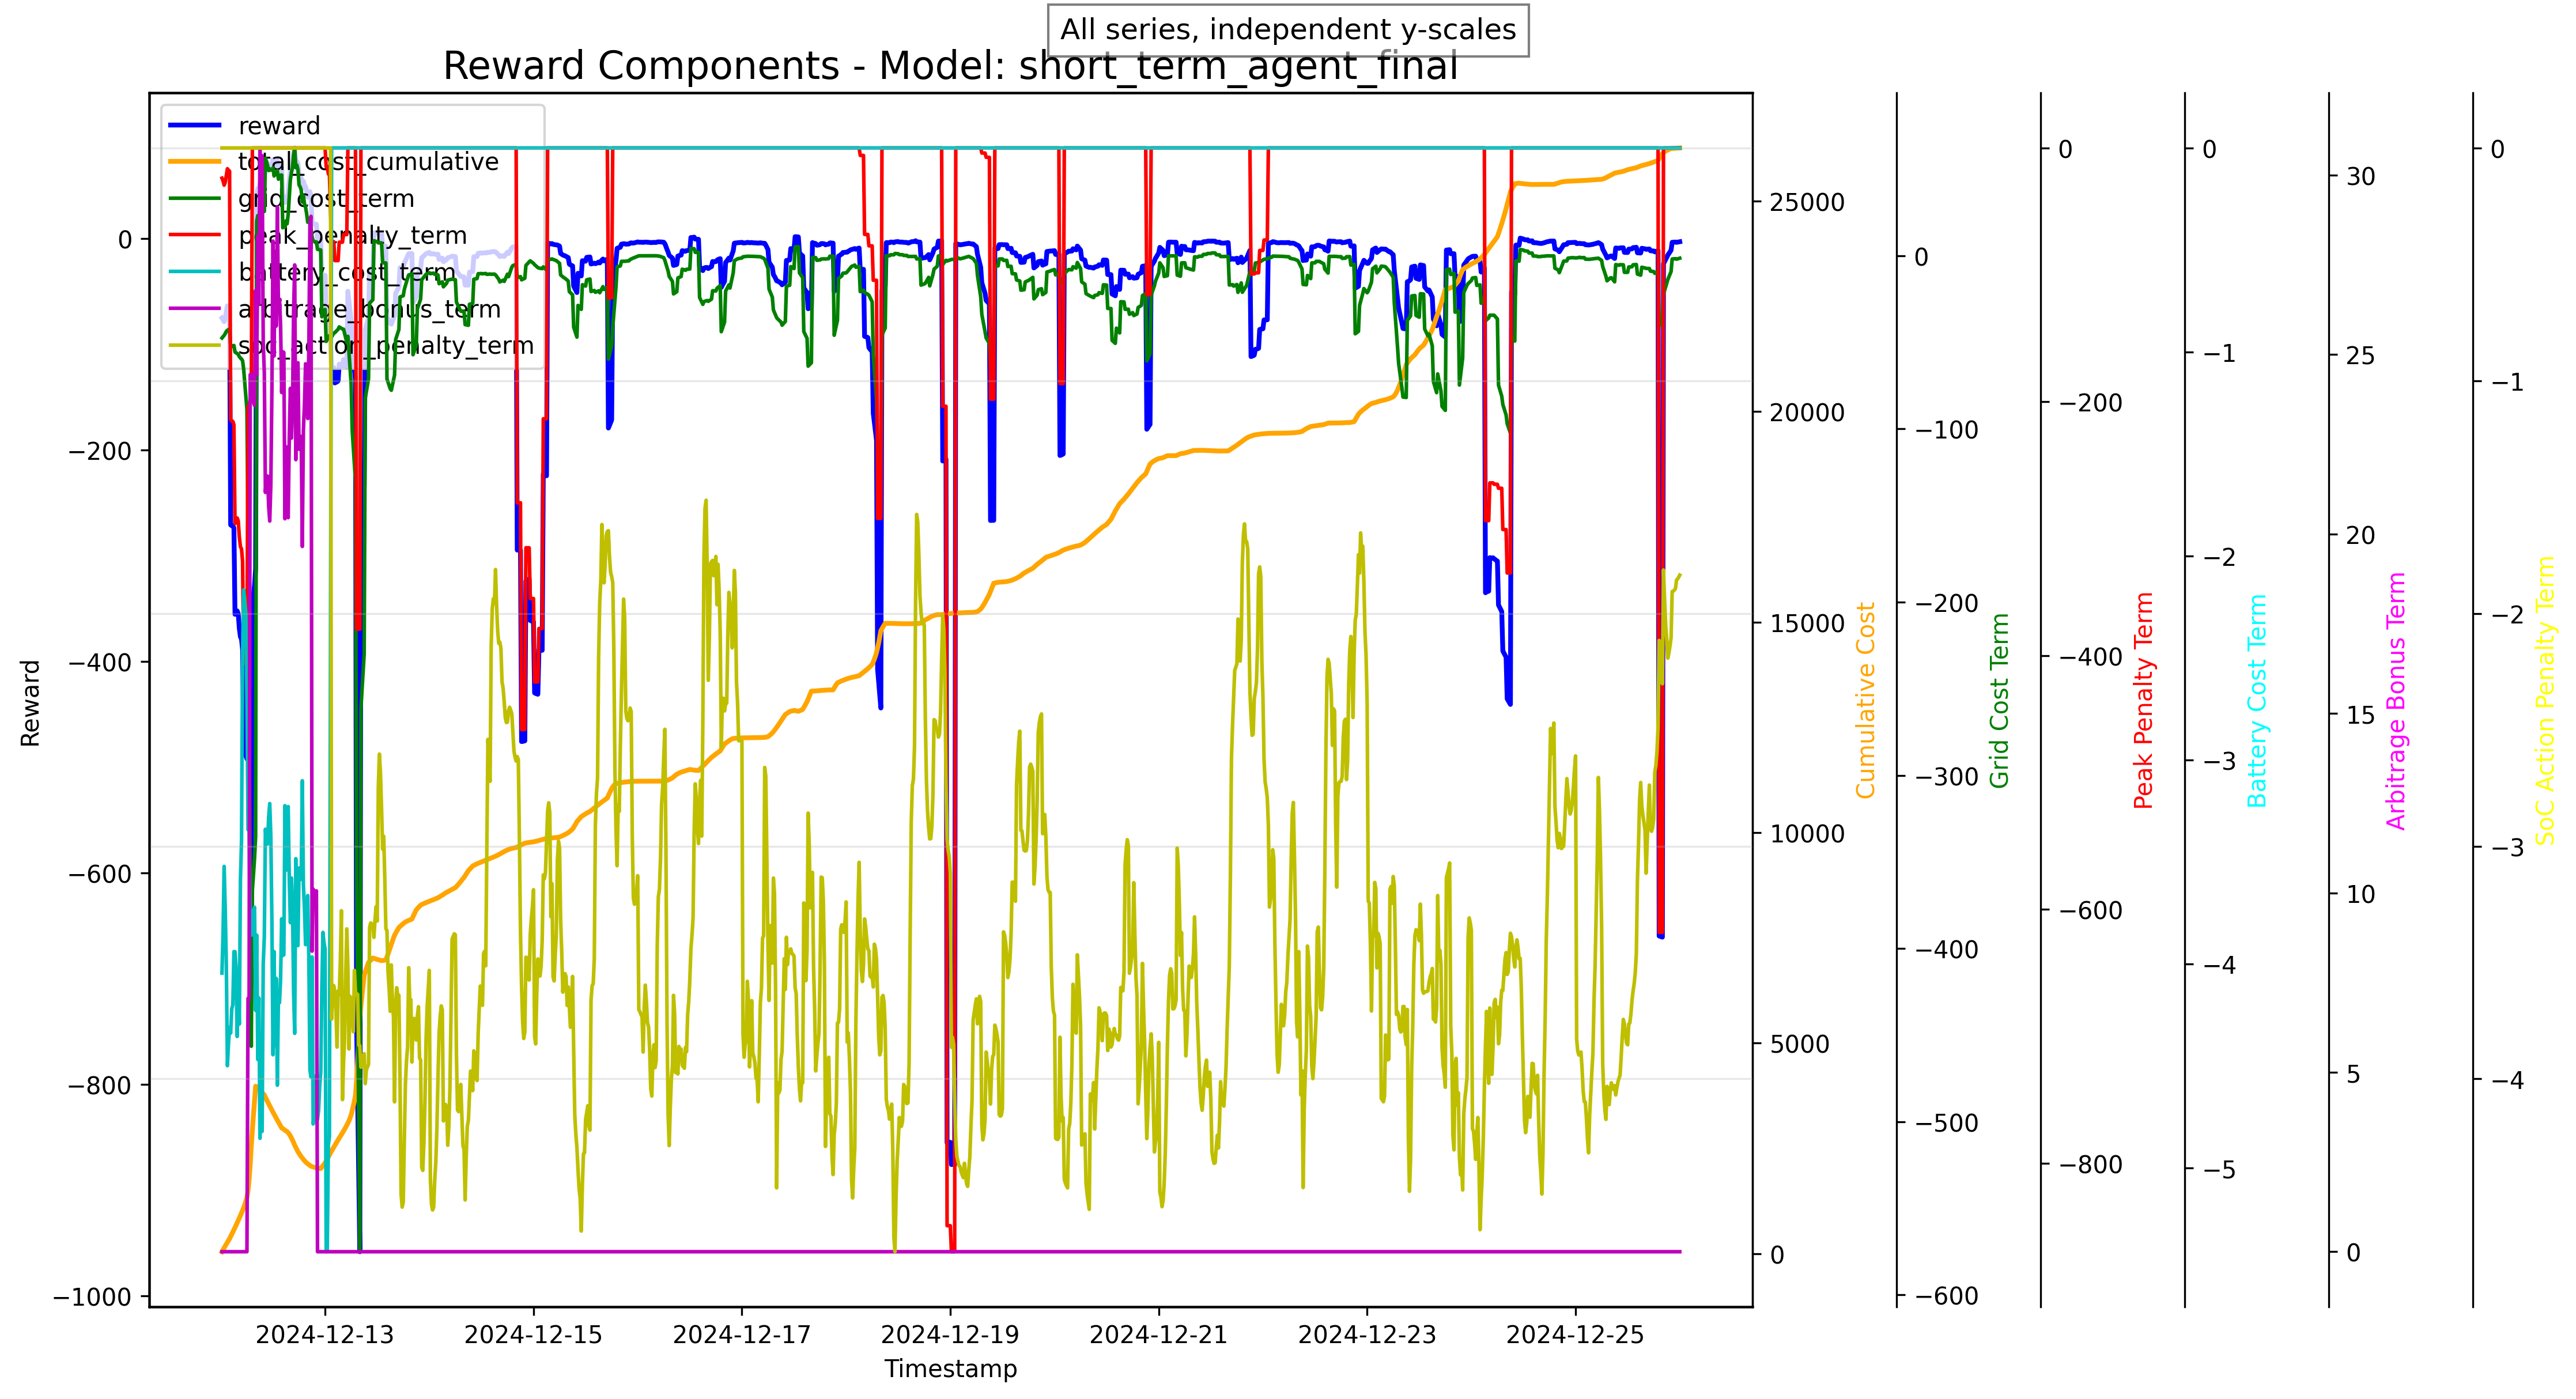 All series, independent y-scales
Reward Components - Model: short_term_agent_final
reward
total_cost_cumulative
grid_cost_term
peak_penalty_term
battery_cost_term
arbitrage_bonus_term
soc_action_penalty_term
0
−200
−400
−600
−800
−1000
Reward
2024-12-13
2024-12-15
2024-12-17
2024-12-19
2024-12-21
2024-12-23
2024-12-25
Timestamp
25000
20000
15000
10000
5000
0
Cumulative Cost
0
−100
−200
−300
−400
−500
−600
Grid Cost Term
0
−200
−400
−600
−800
Peak Penalty Term
0
−1
−2
−3
−4
−5
Battery Cost Term
30
25
20
15
10
5
0
Arbitrage Bonus Term
0
−1
−2
−3
−4
SoC Action Penalty Term